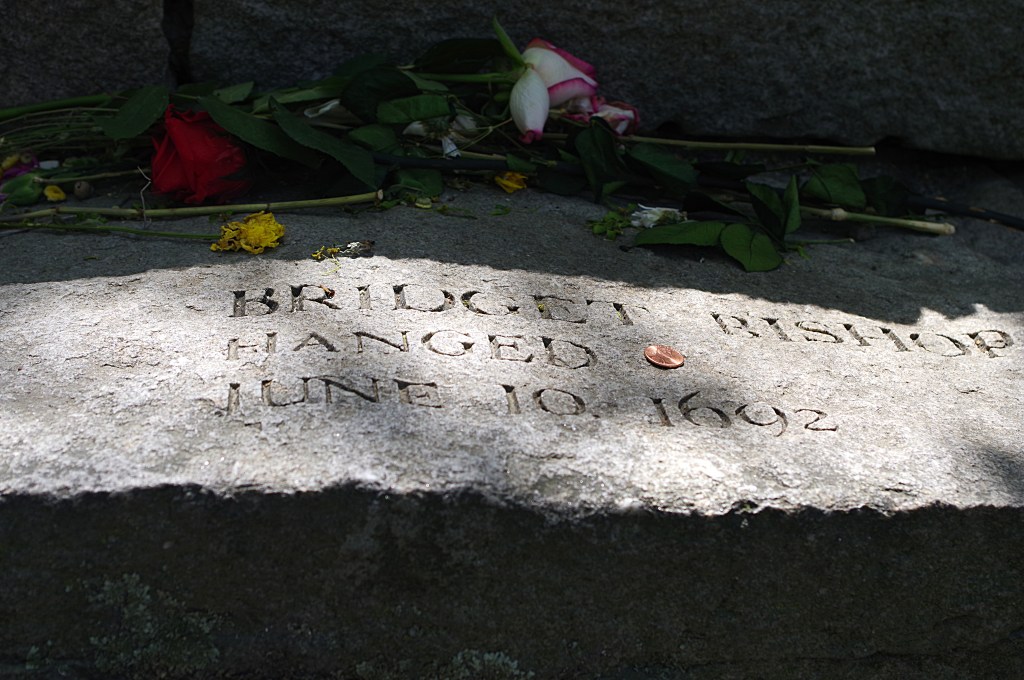 BRIDGET BISHOP
HANGED
JUNE 10, 1692